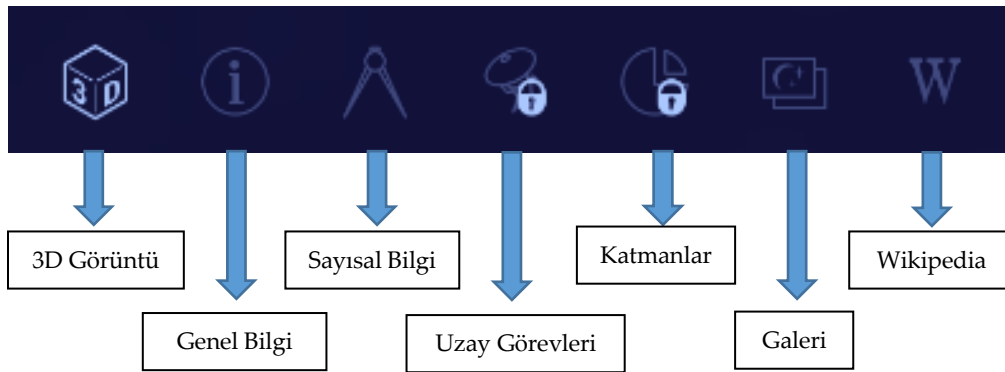 3D
i
W
3D Görüntü
Sayısal Bilgi
Katmanlar
Wikipedia
Genel Bilgi
Uzay Görevleri
Galeri